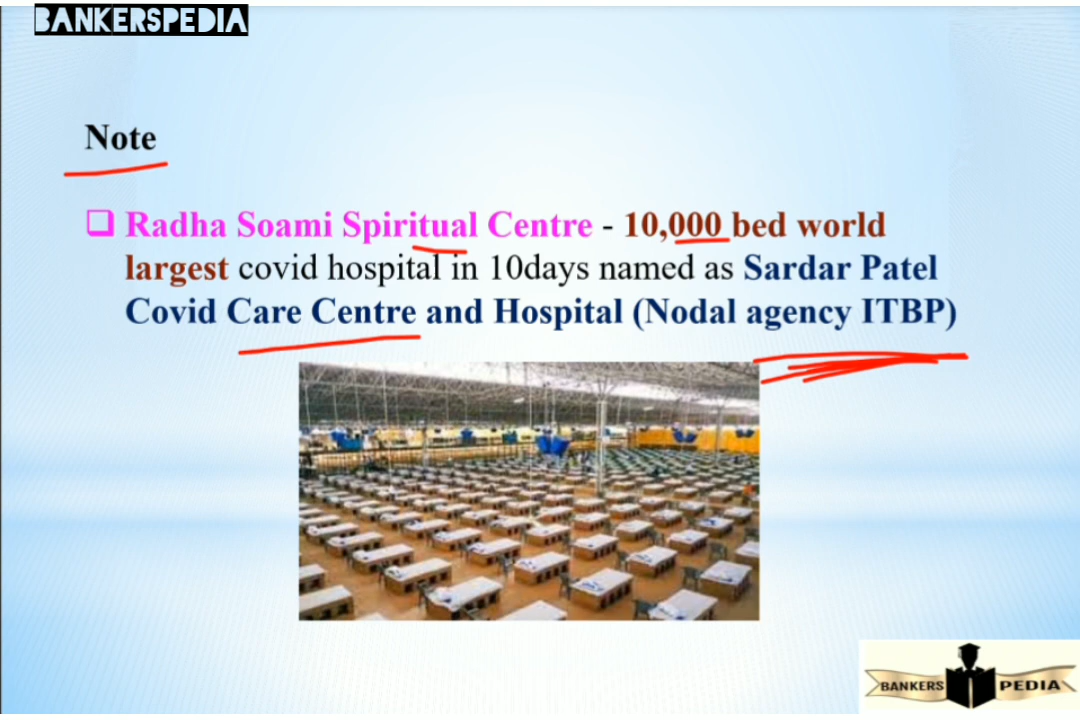 BANKERSPEDIA
Note
Radha Soami Spiritual Centre - 10,000 bed world
largest covid hospital in 10days named as Sardar Patel
Covid Care Centre and Hospital (Nodal agency ITBP)
BANKERS PEDIA